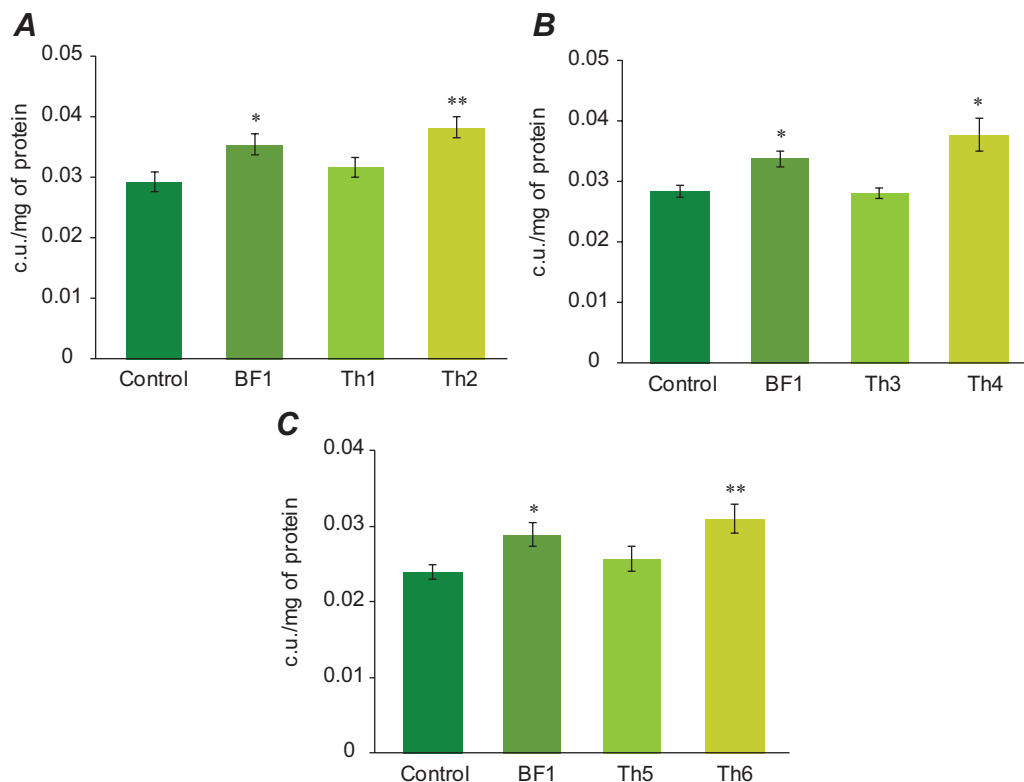 A
0.05
0.04
0.03
0.02
0.01
0
c.u./mg of protein
*
**
Control BF1 Th1 Th2
B
0.05
0.04
0.03
0.02
0.01
0
c.u./mg of protein
*
*
Control BF1 Th3 Th4
C
0.04
0.03
0.02
0.01
0
c.u./mg of protein
*
**
Control BF1 Th5 Th6